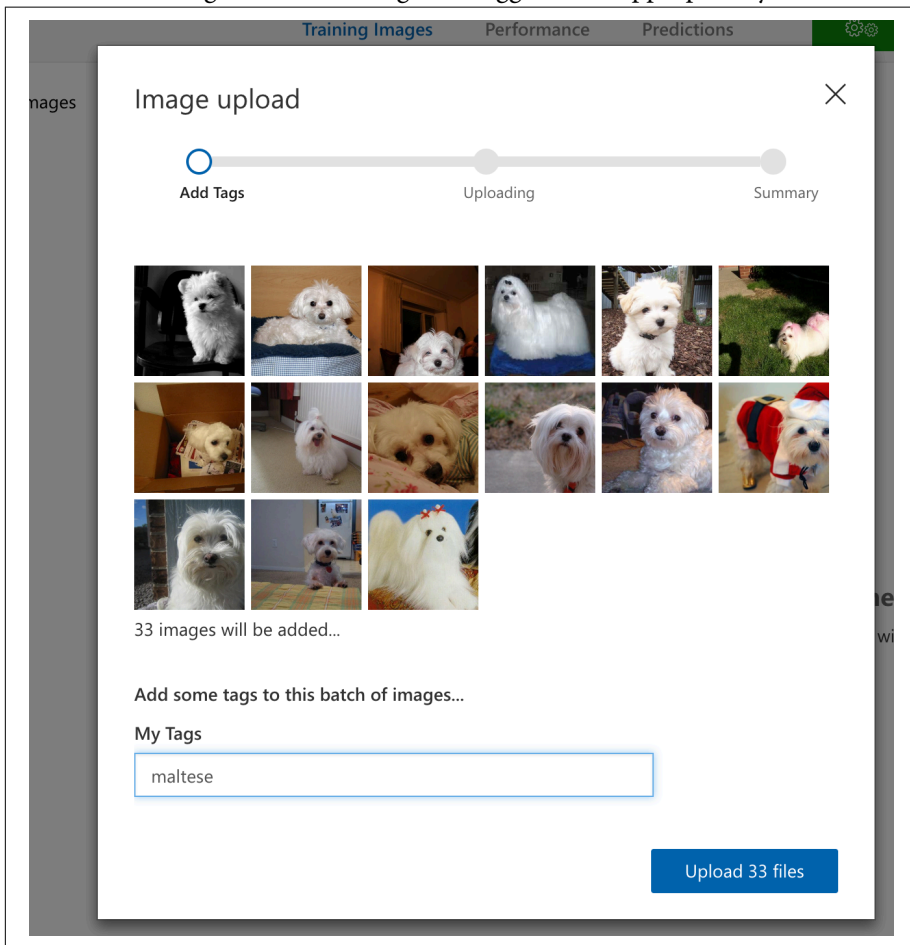 Training Images Performance Predictions
mages
Image upload
Add Tags Uploading Summary
33 images will be added...
Add some tags to this batch of images...
My Tags
maltese
Upload 33 files